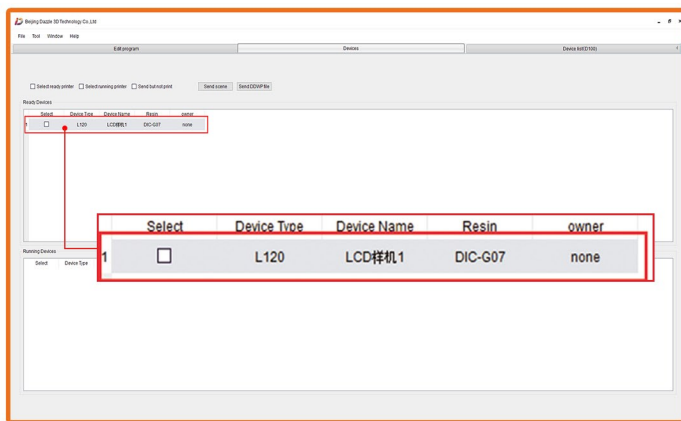 Beijing Dazzle 3D Technology Co.,Ltd
File Tool Window Help
Edit program Devices Device list(D100)
Select ready printer Select running printer Send but not print Send scene Send DDWP file
Ready Devices
Select Device Type Device Name Resin owner
1 L120 LCD样机1 DIC-G07 none
Select Device Type Device Name Resin owner
1 L120 LCD样机1 DIC-G07 none
Running Devices
Select Device Type